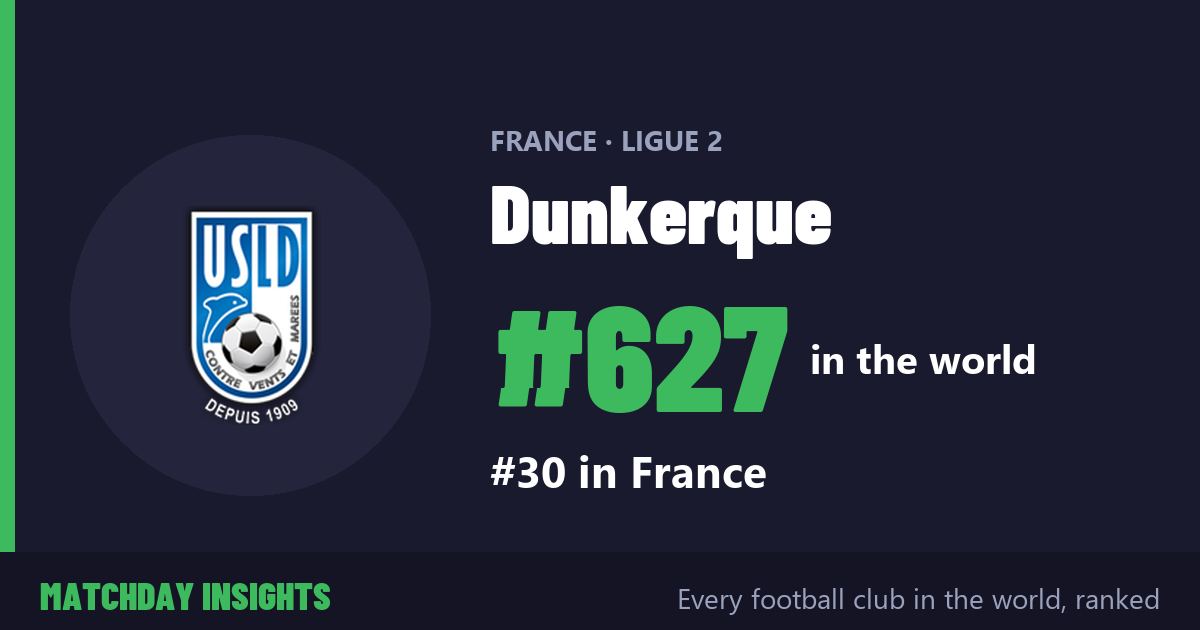 USLD
CONTRE VENTS ET MAREES
DEPUIS 1909
FRANCE · LIGUE 2
Dunkerque
#627 in the world
#30 in France
MATCHDAY INSIGHTS
Every football club in the world, ranked